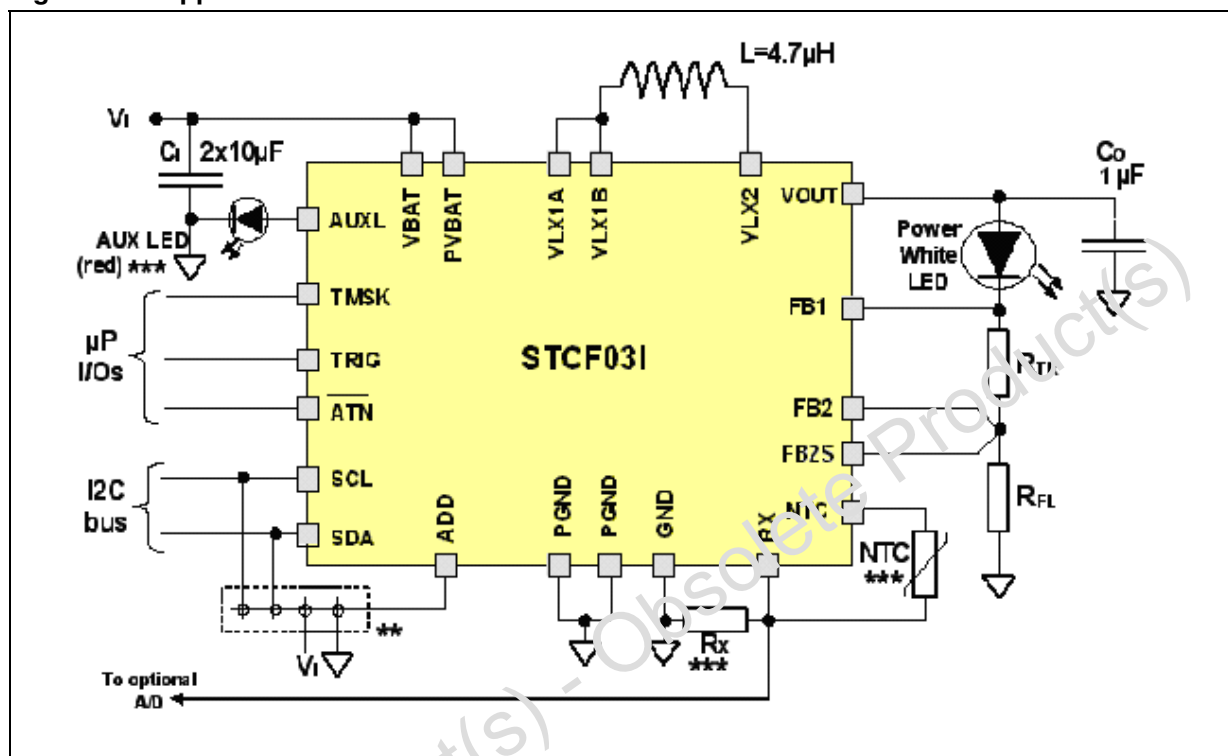 L=4.7µH
VI
CI 2x10µF
CO
1 µF
AUXL
VBAT
PVBAT
VLX1A
VLX1B
VLX2
VOUT
AUX LED
(red) ***
Power
White
LED
TMSK
FB1
µP
I/Os
TRIG
STCF03I
ATN
FB2
FB2S
RFL
I2C
bus
SCL
SDA
ADD
PGND
PGND
GND
RX
NTC
NTC
***
**
VI
RX
***
To optional
A/D
(s) - Obsolete Product(s)